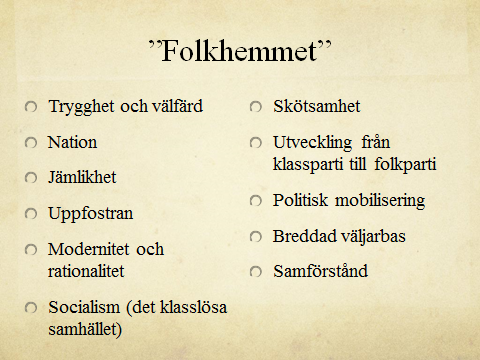 ”Folkhemmet”
Trygghet och välfärd
Nation
Jämlikhet
Uppfostran
Modernitet och
rationalitet
Socialism (det klasslösa
samhället)
Skötsamhet
Utveckling från
klassparti till folkparti
Politisk mobilisering
Breddad väljarbas
Samförstånd